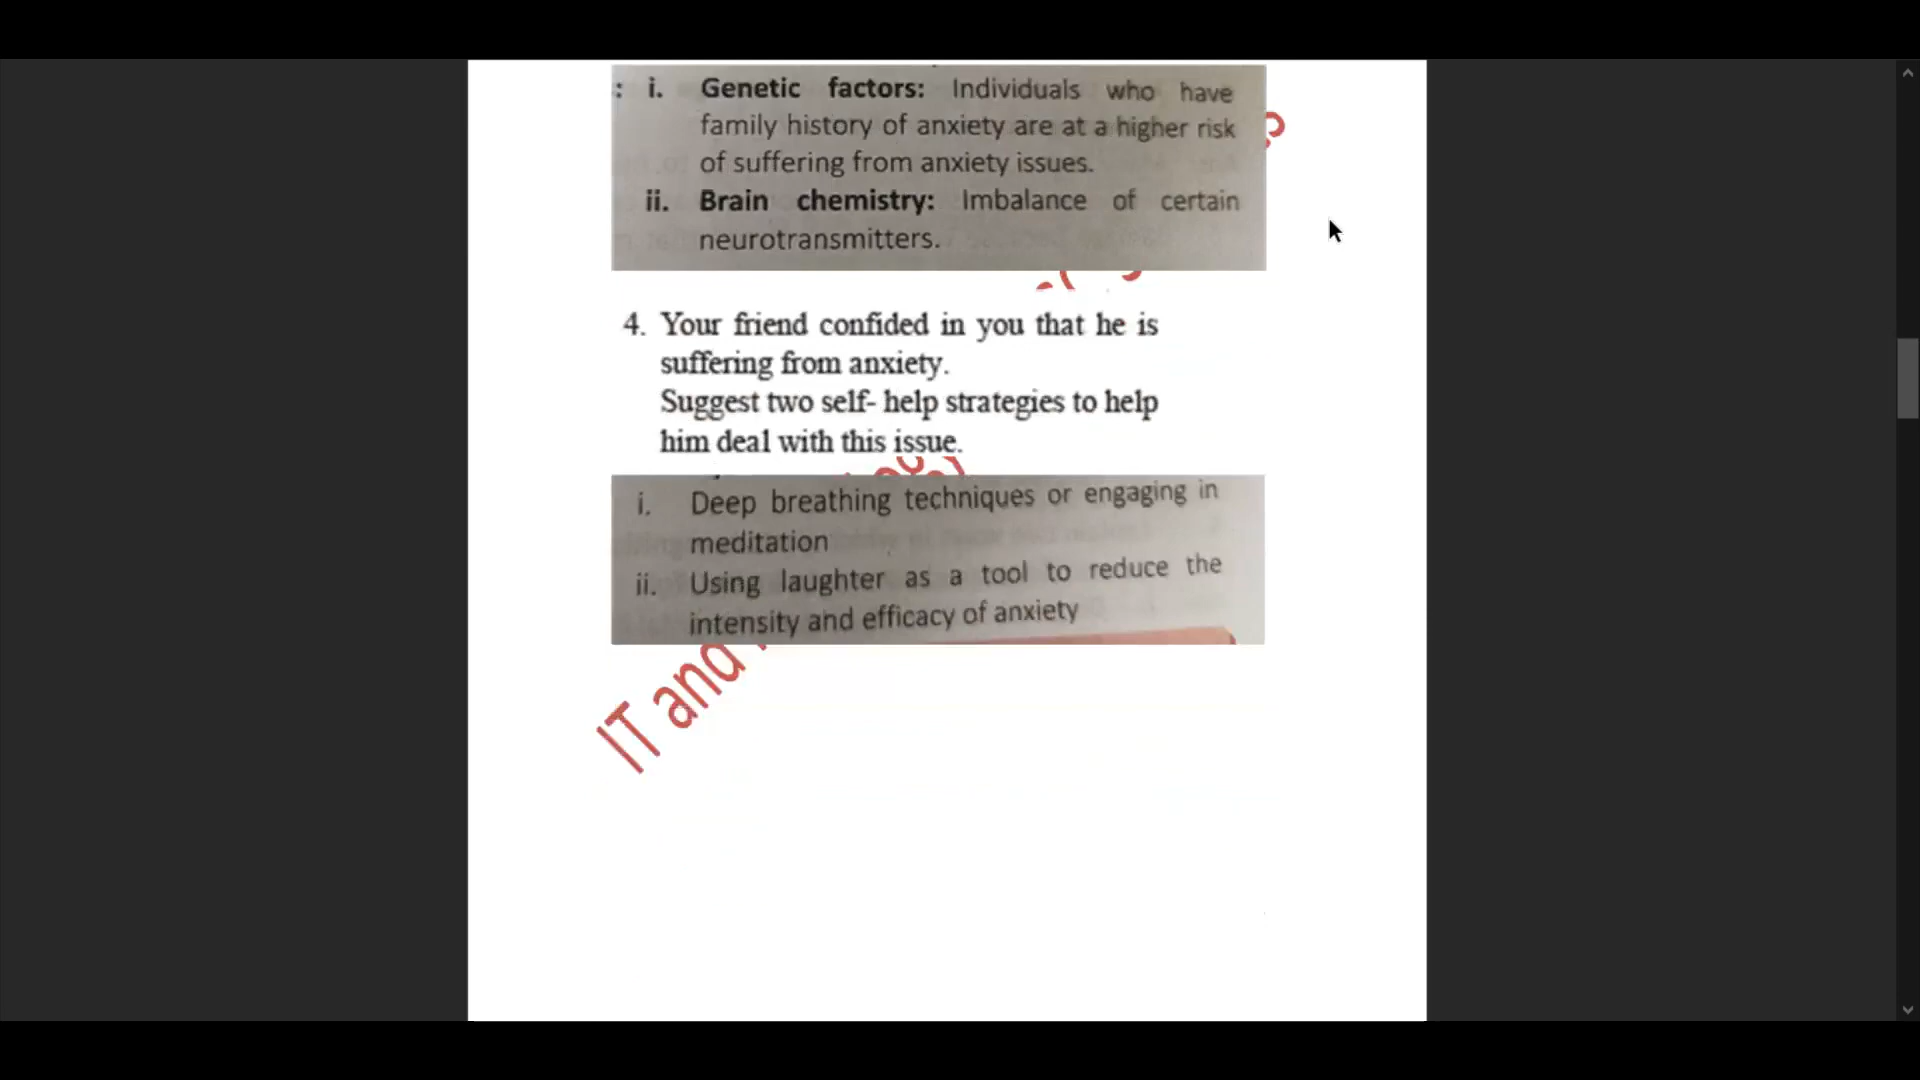 : i. Genetic factors: Individuals who have
family history of anxiety are at a higher risk
of suffering from anxiety issues.
ii. Brain chemistry: Imbalance of certain
neurotransmitters.
4. Your friend confided in you that he is
suffering from anxiety.
Suggest two self- help strategies to help
him deal with this issue.
i. Deep breathing techniques or engaging in
meditation
ii. Using laughter as a tool to reduce the
intensity and efficacy of anxiety
IT and